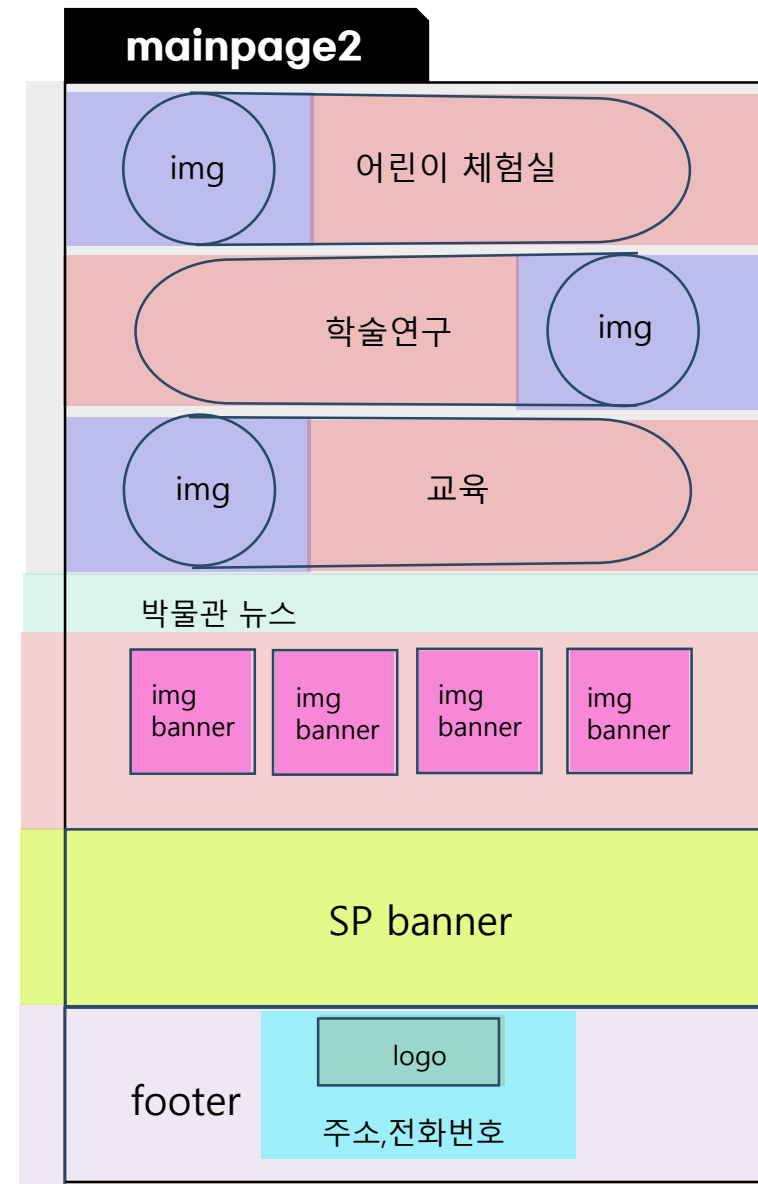 mainpage2
img
어린이 체험실
학술연구
img
img
교육
박물관 뉴스
img
banner
img
banner
img
banner
img
banner
SP banner
logo
footer
주소,전화번호